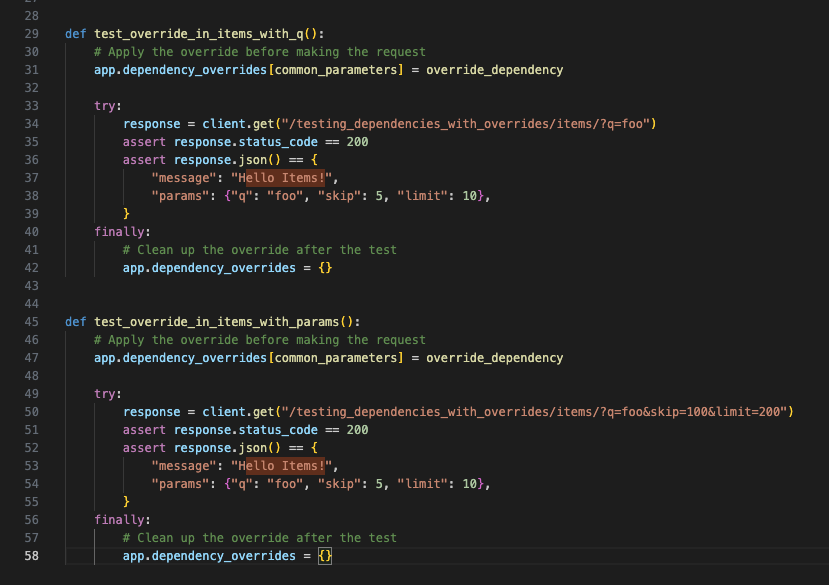 28
29 def test_override_in_items_with_q():
30 # Apply the override before making the request
31 app.dependency_overrides[common_parameters] = override_dependency
32
33 try:
34 response = client.get("/testing_dependencies_with_overrides/items/?q=foo")
35 assert response.status_code == 200
36 assert response.json() == {
37 "message": "Hello Items!",
38 "params": {"q": "foo", "skip": 5, "limit": 10},
39 }
40 finally:
41 # Clean up the override after the test
42 app.dependency_overrides = {}
43
44
45 def test_override_in_items_with_params():
46 # Apply the override before making the request
47 app.dependency_overrides[common_parameters] = override_dependency
48
49 try:
50 response = client.get("/testing_dependencies_with_overrides/items/?q=foo&skip=100&limit=200")
51 assert response.status_code == 200
52 assert response.json() == {
53 "message": "Hello Items!",
54 "params": {"q": "foo", "skip": 5, "limit": 10},
55 }
56 finally:
57 # Clean up the override after the test
58 app.dependency_overrides = {}